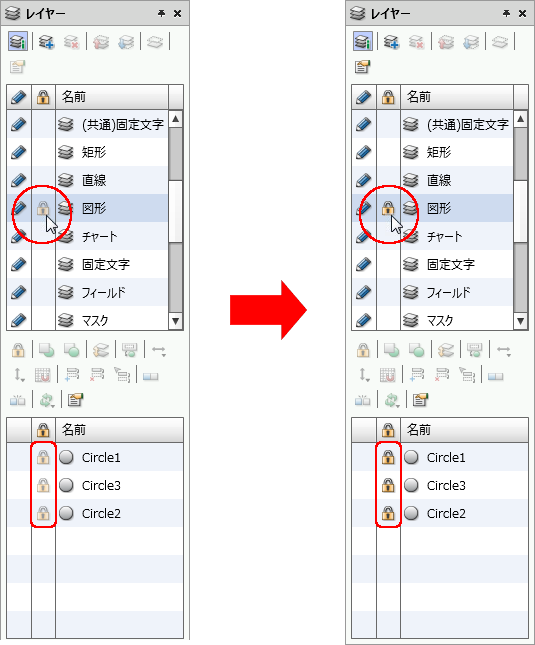 レイヤー
名前
(共通)固定文字
矩形
直線
図形
チャート
固定文字
フィールド
マスク
名前
Circle1
Circle3
Circle2
レイヤー
名前
(共通)固定文字
矩形
直線
図形
チャート
固定文字
フィールド
マスク
名前
Circle1
Circle3
Circle2